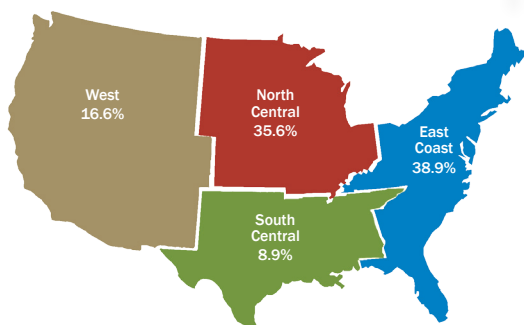 West
16.6%
North
Central
35.6%
East
Coast
38.9%
South
Central
8.9%